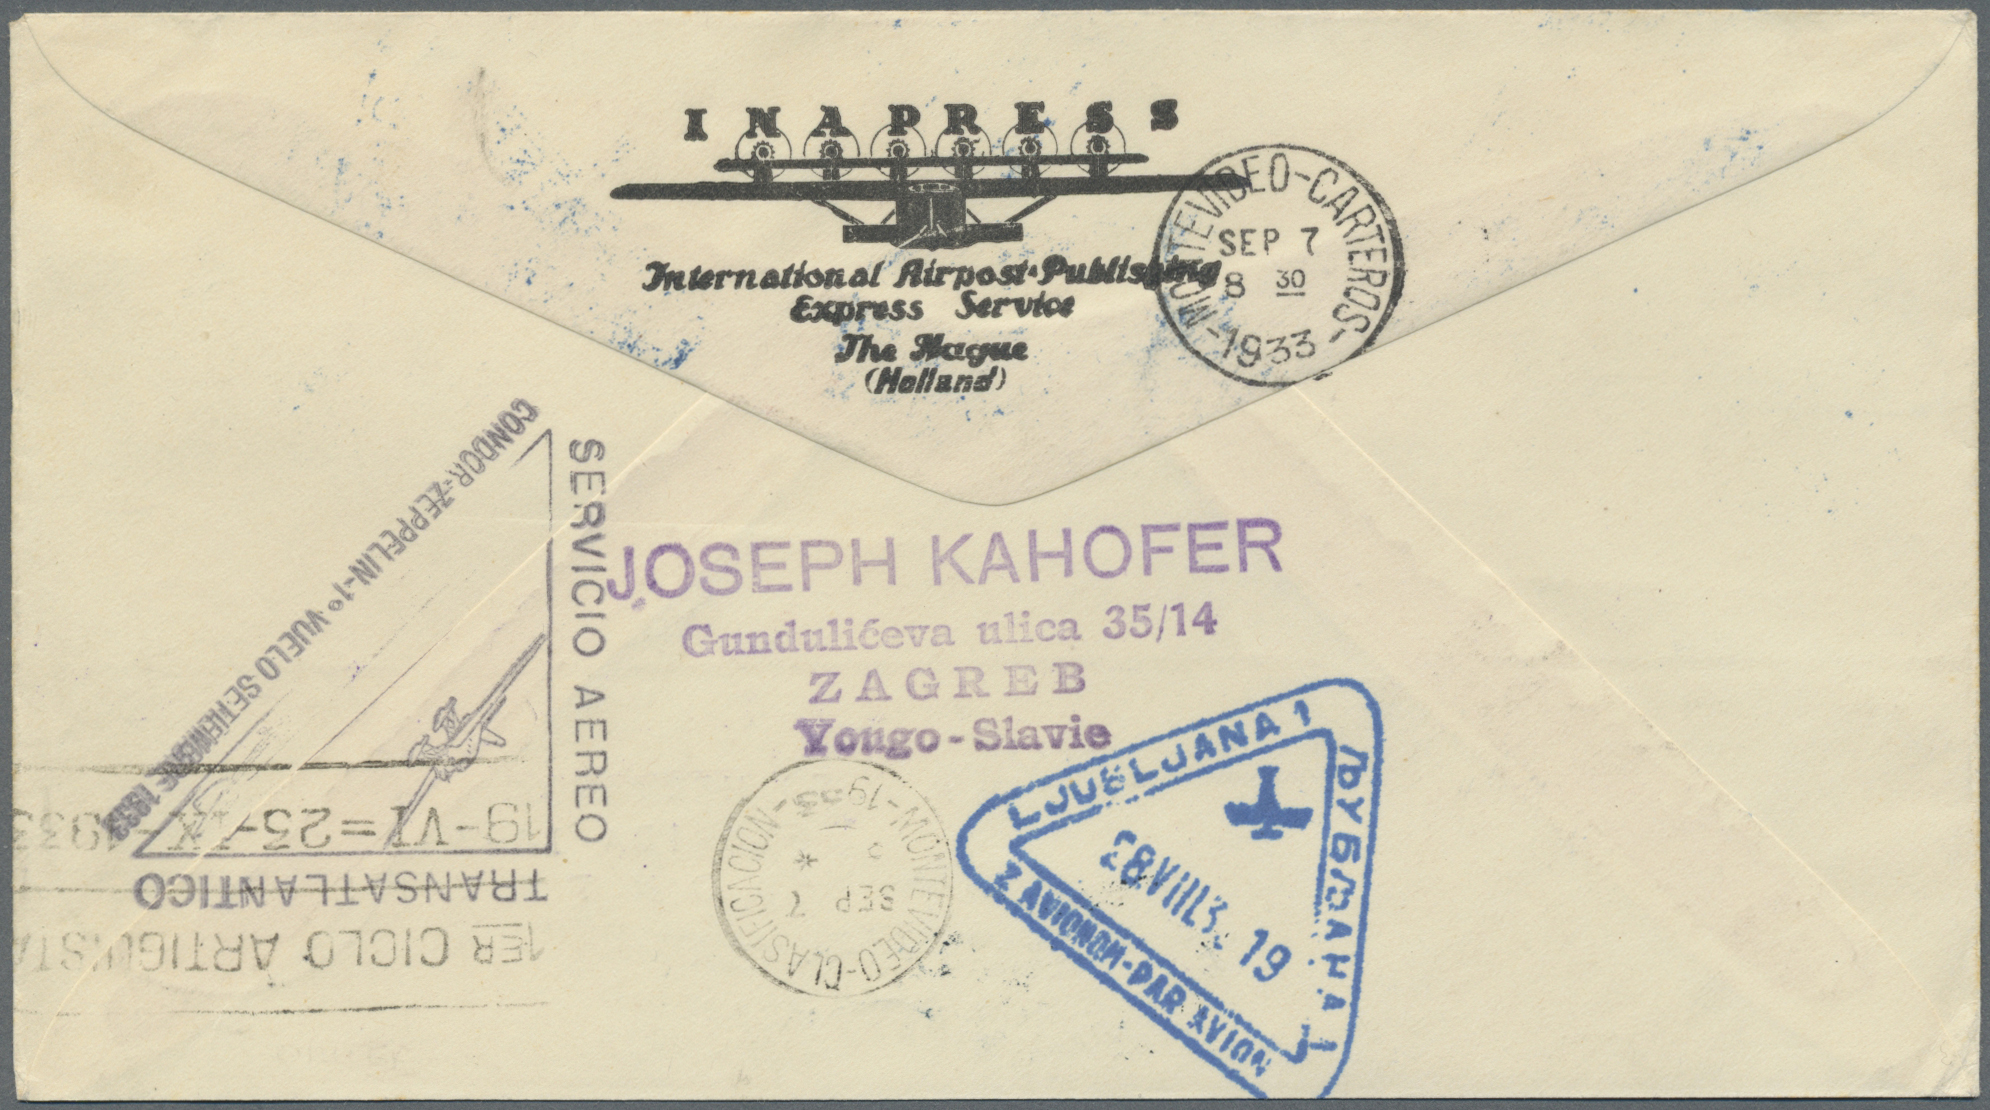 INAPRESS
International Airpost-Publishing
Express Service
The Hague
(Holland)
MONTEVIDEO-CARTEROS-
SEP 7
8 30
-1933-
CONDOR-ZEPPELIN-1º VUELO SETIEMBRE 1933
SERVICIO AEREO
TRANSATLANTICO
JOSEPH KAHOFER
Gundulićeva ulica 35/14
ZAGREB
Yougo-Slavie
1ER CICLO ARTIGUISTA
19-VI=23-IX-1933
MONTEVIDEO-CLASIFICACION-
SEP 7
*
-1933-
LJUBLJANA 1
ЉУБЉАНА 1
28.VIII.3. 19
Z AVIONOM-PAR AVION